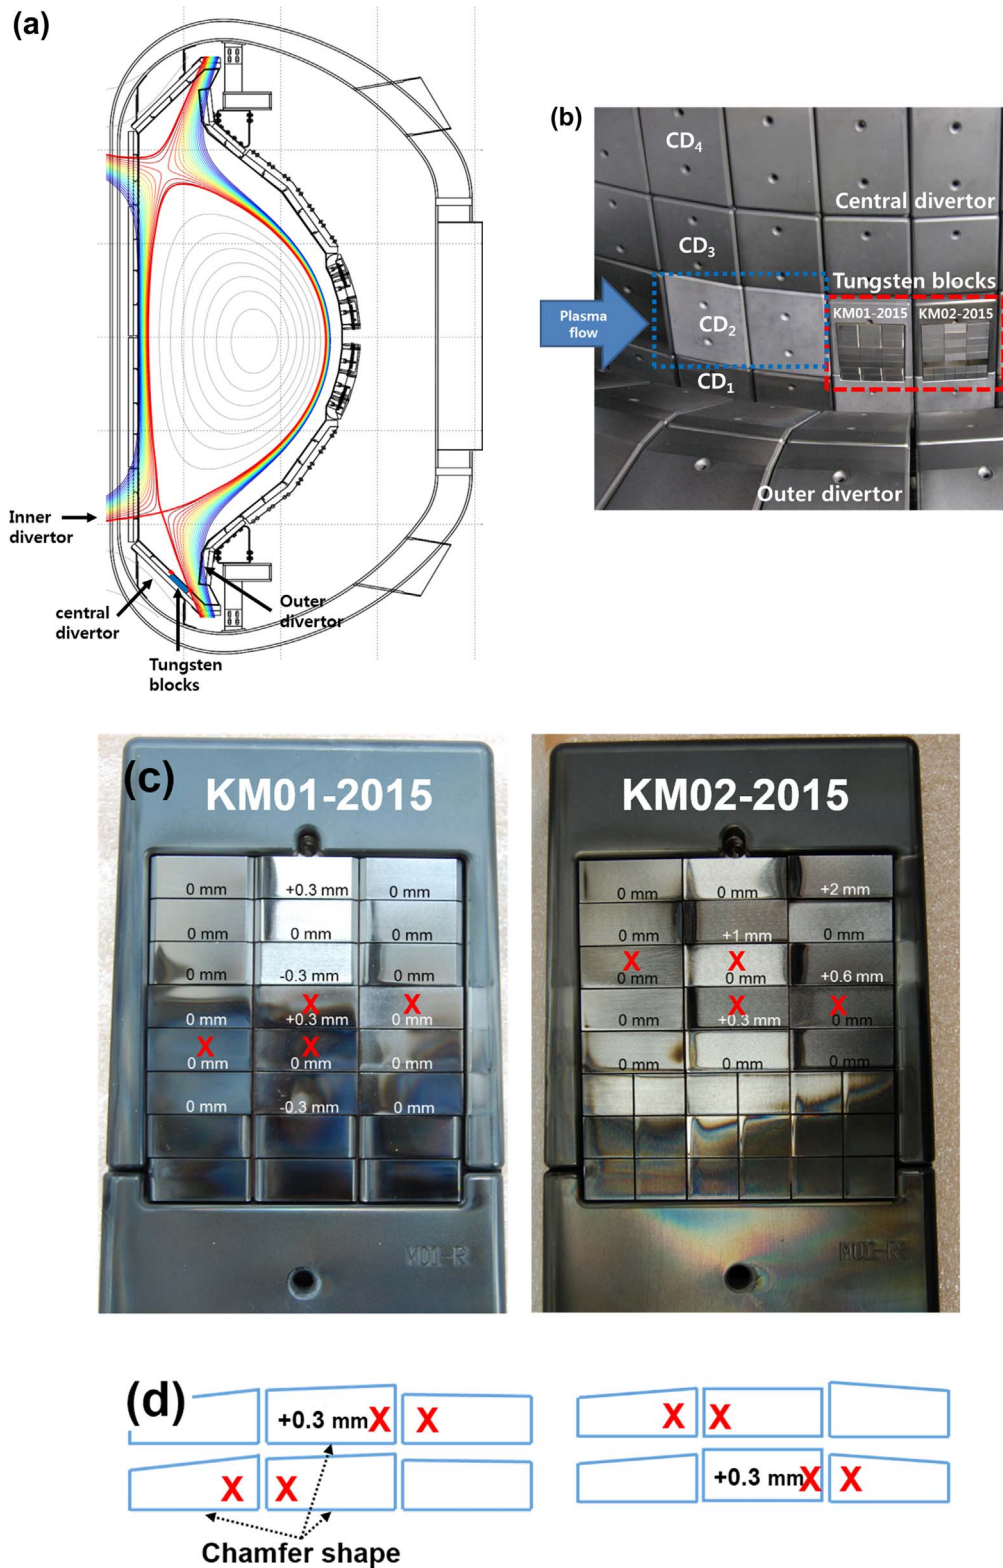 (a)
Inner
divertor
central
divertor
Tungsten
blocks
Outer
divertor
(b)
CD4
Central divertor
CD3
Tungsten blocks
KM01-2015
KM02-2015
Plasma
flow
CD2
CD1
Outer divertor
(c)
KM01-2015
0 mm
+0.3 mm
0 mm
0 mm
0 mm
0 mm
0 mm
-0.3 mm
0 mm
X
X
0 mm
+0.3 mm
0 mm
X
X
0 mm
0 mm
0 mm
0 mm
-0.3 mm
0 mm
KM02-2015
0 mm
0 mm
+2 mm
0 mm
+1 mm
0 mm
X
X
0 mm
0 mm
+0.6 mm
X
X
0 mm
+0.3 mm
0 mm
0 mm
0 mm
0 mm
(d)
+0.3 mm X
X
X
X
Chamfer shape
X
X
+0.3 mm X
X